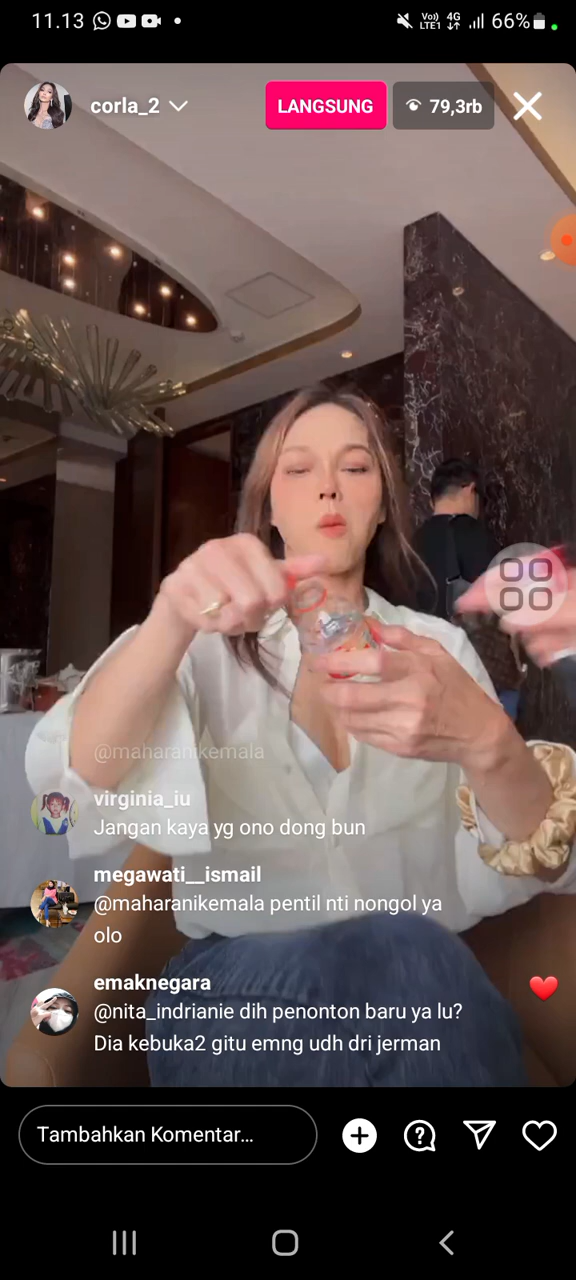 11.13
Vo))
LTE1
4G
66%
corla_2
LANGSUNG
79,3rb
@maharanikemala
virginia_iu
Jangan kaya yg ono dong bun
megawati__ismail
@maharanikemala pentil nti nongol ya
olo
emaknegara
@nita_indrianie dih penonton baru ya lu?
Dia kebuka2 gitu emng udh dri jerman
Tambahkan Komentar...